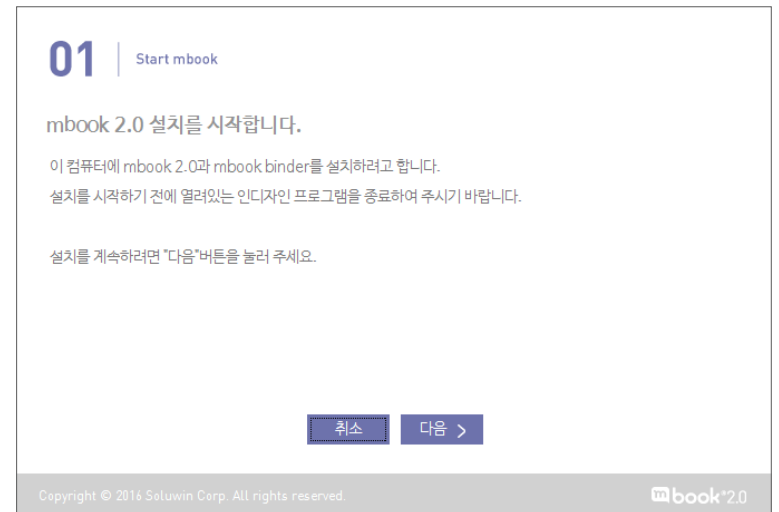 01 Start mbook
mbook 2.0 설치를 시작합니다.
이 컴퓨터에 mbook 2.0과 mbook binder를 설치하려고 합니다.
설치를 시작하기 전에 열려있는 인디자인 프로그램을 종료하여 주시기 바랍니다.
설치를 계속하려면 "다음"버튼을 눌러 주세요.
취소 다음 >
Copyright © 2016 Soluwin Corp. All rights reserved. mbook+2.0